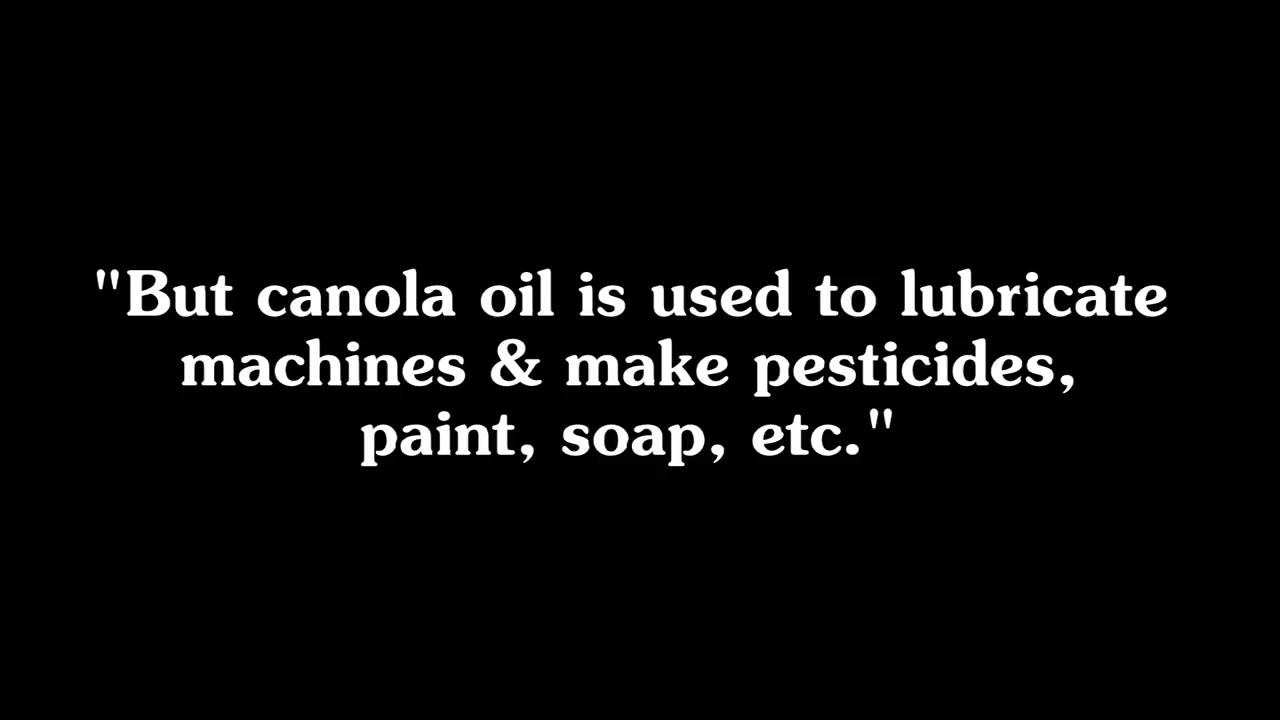 "But canola oil is used to lubricate
machines & make pesticides,
paint, soap, etc."